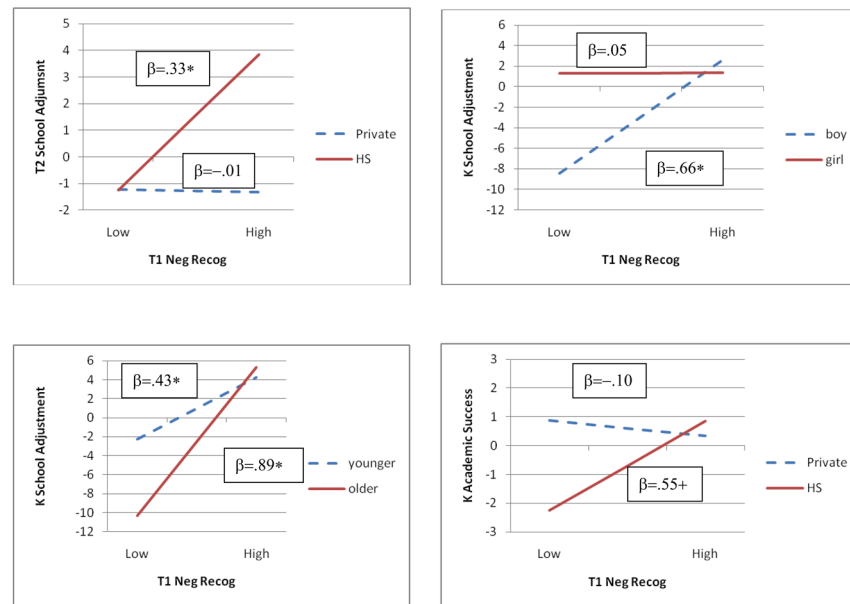 5
4
3
2
1
0
-1
-2
T2 School Adjumsnt
β=.33*
β=-.01
Low High
T1 Neg Recog
Private
HS
6
4
2
0
-2
-4
-6
-8
-10
-12
K School Adjustment
β=.05
β=.66*
Low High
T1 Neg Recog
boy
girl
6
4
2
0
-2
-4
-6
-8
-10
-12
K School Adjustment
β=.43*
β=.89*
Low High
T1 Neg Recog
younger
older
3
2
1
0
-1
-2
-3
K Academic Success
β=-.10
β=.55+
Low High
T1 Neg Recog
Private
HS